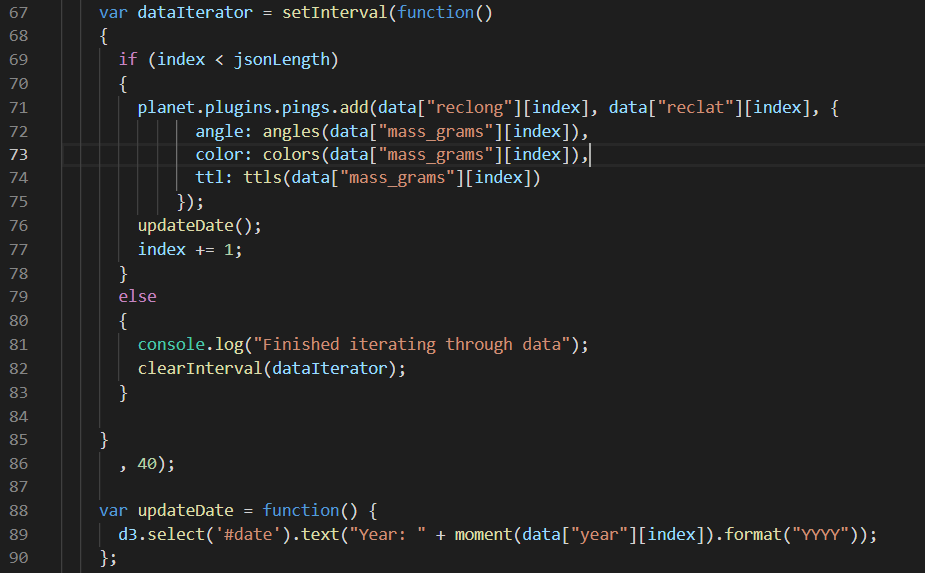 67 var dataIterator = setInterval(function()
68 {
69 if (index < jsonLength)
70 {
71 planet.plugins.pings.add(data["reclong"][index], data["reclat"][index], {
72 angle: angles(data["mass_grams"][index]),
73 color: colors(data["mass_grams"][index]),
74 ttl: ttls(data["mass_grams"][index])
75 });
76 updateDate();
77 index += 1;
78 }
79 else
80 {
81 console.log("Finished iterating through data");
82 clearInterval(dataIterator);
83 }
84
85 }
86 , 40);
87
88 var updateDate = function() {
89 d3.select('#date').text("Year: " + moment(data["year"][index]).format("YYYY"));
90 };